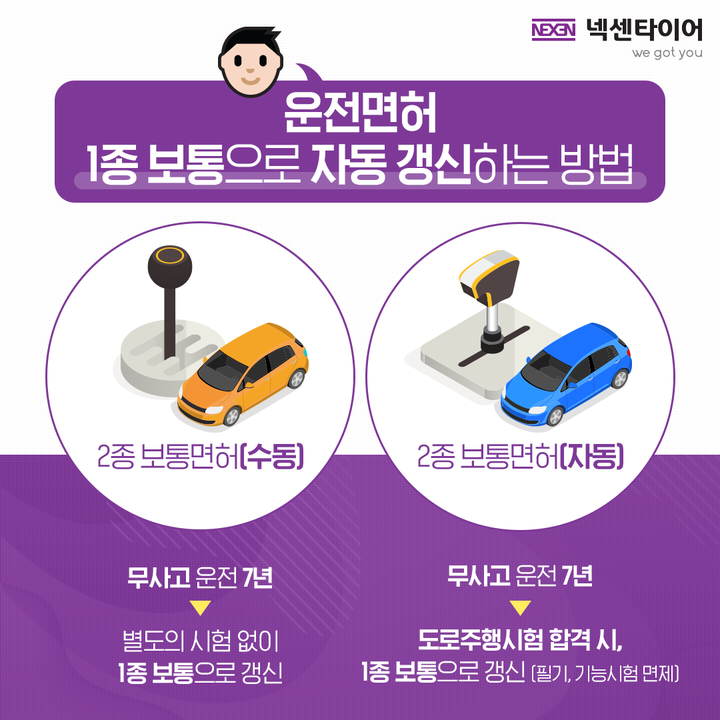 NEXEN 넥센타이어
we got you
운전면허
1종 보통으로 자동 갱신하는 방법
2종 보통면허(수동)
2종 보통면허(자동)
무사고 운전 7년
별도의 시험 없이
1종 보통으로 갱신
무사고 운전 7년
도로주행시험 합격 시,
1종 보통으로 갱신 (필기, 기능시험 면제)